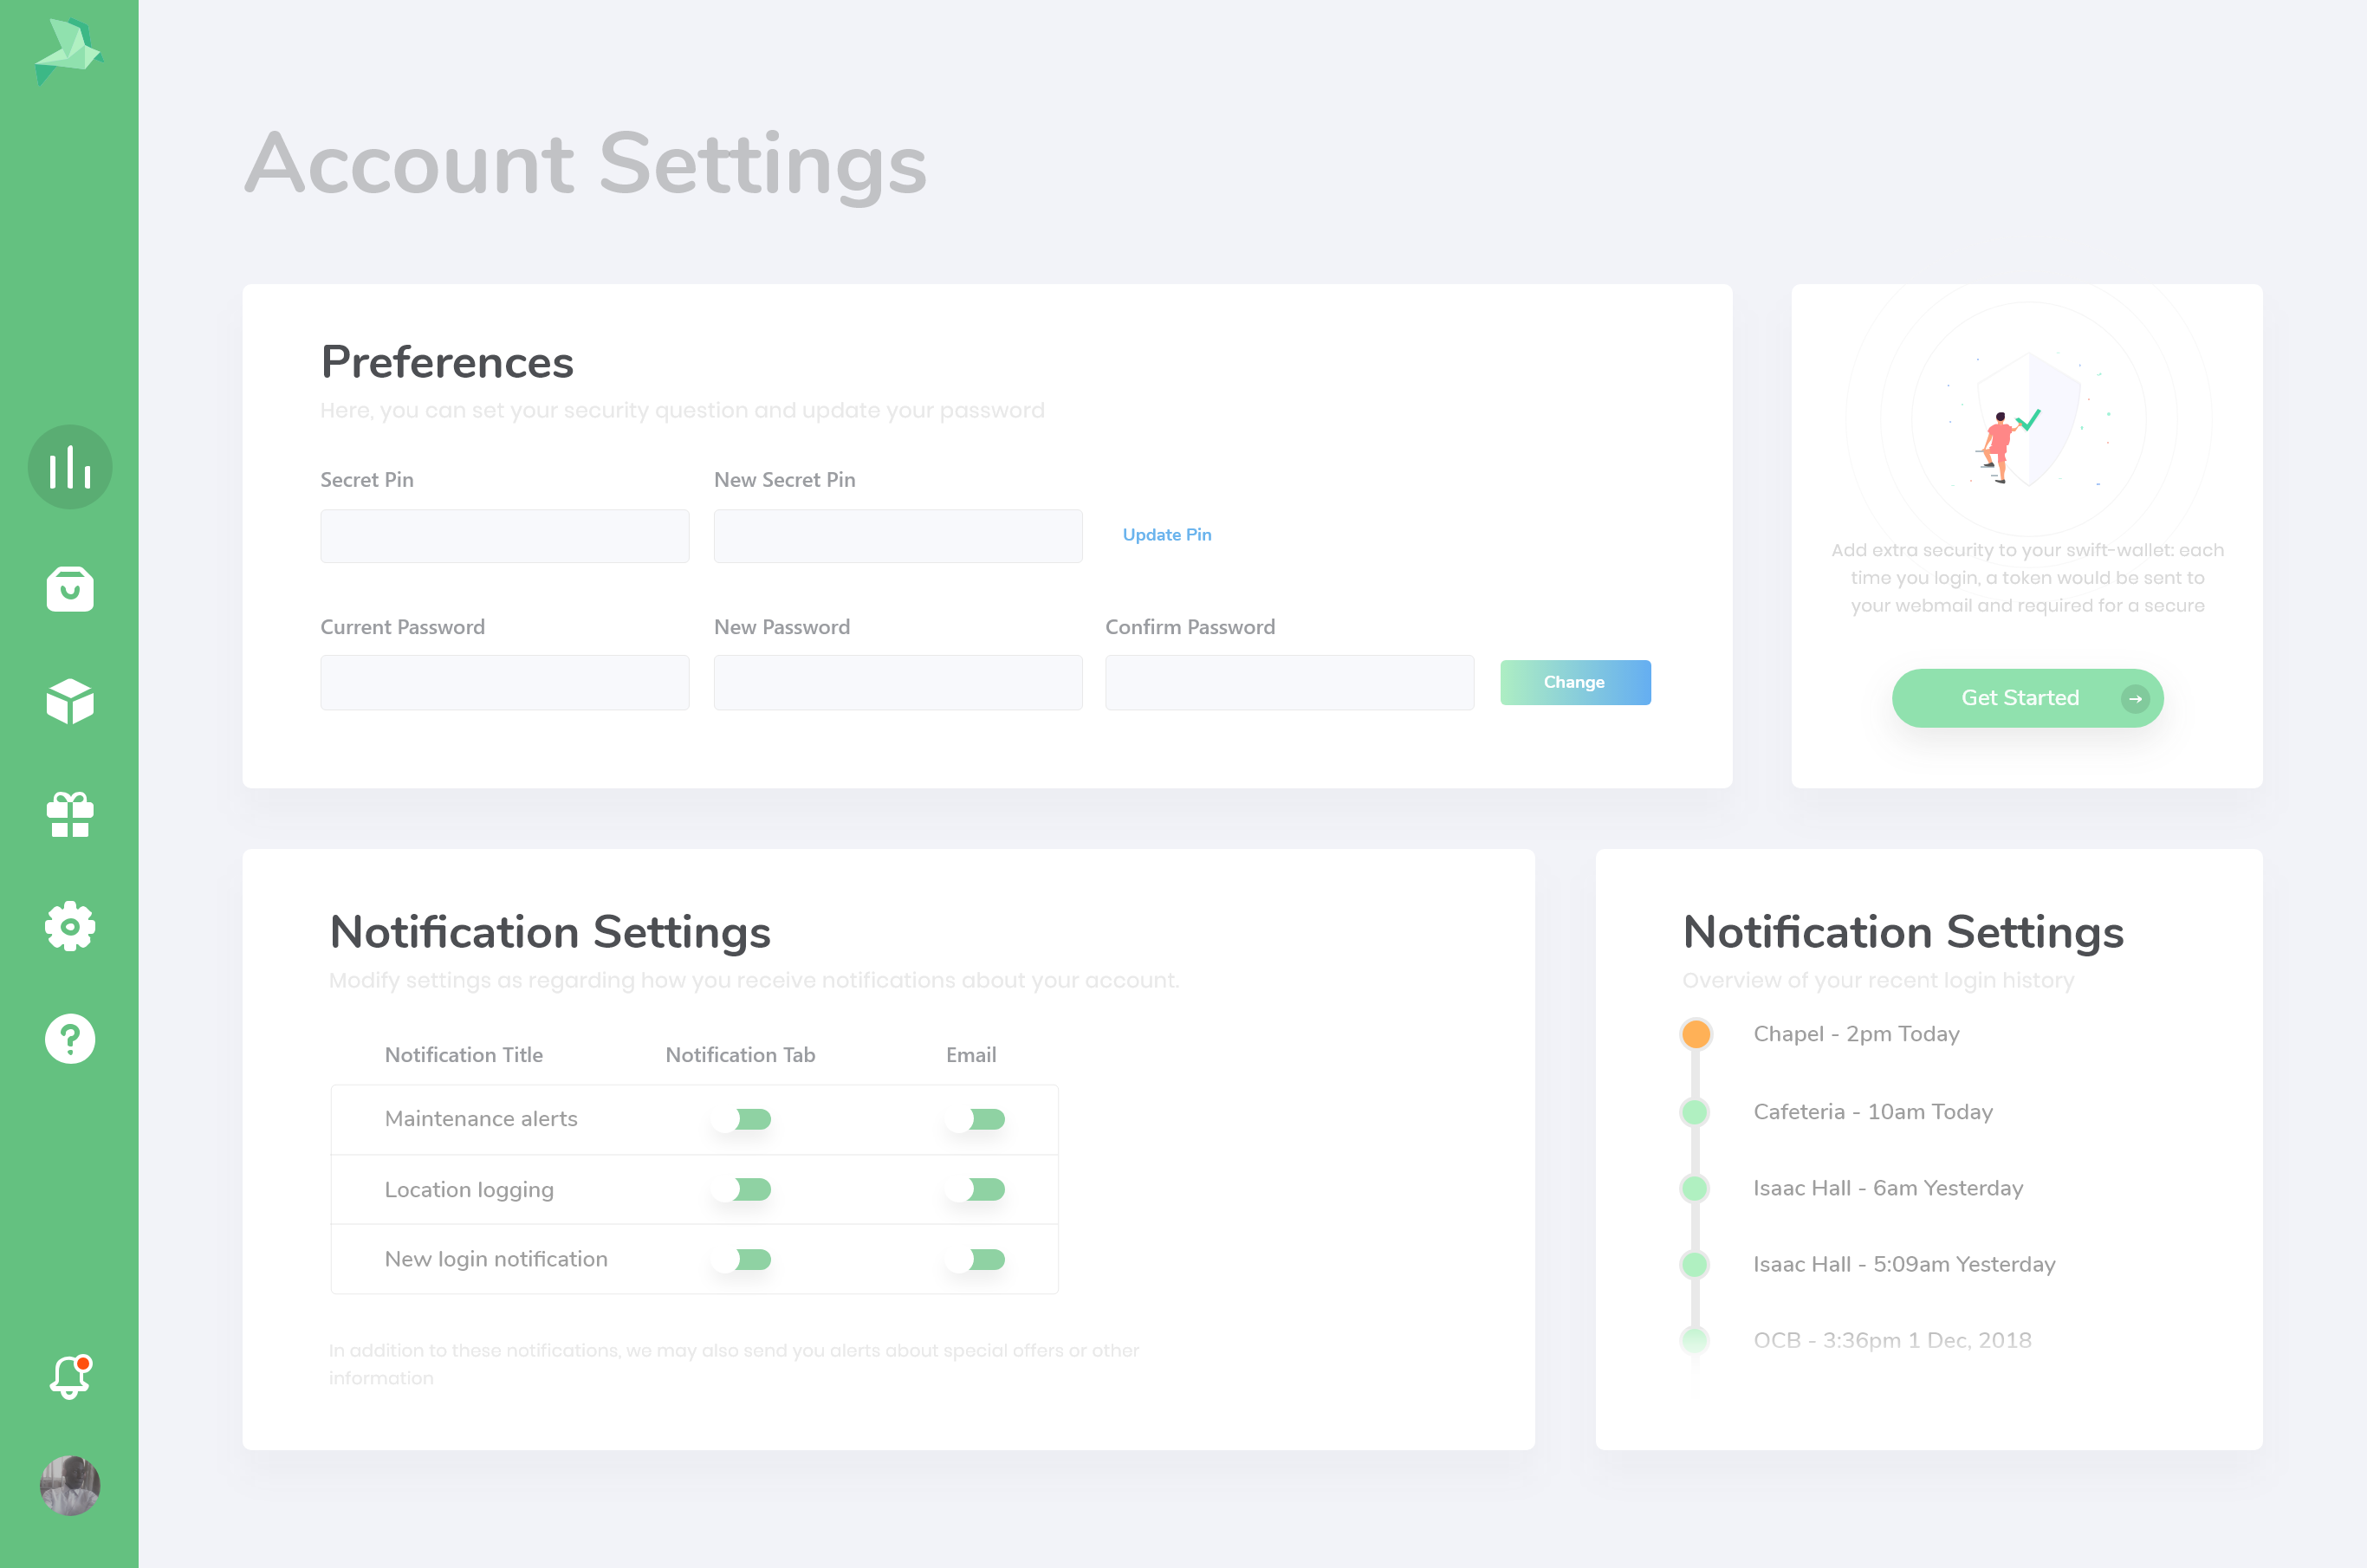 Account Settings
Preferences
Here, you can set your security question and update your password
Secret Pin
New Secret Pin
Update Pin
Current Password
New Password
Confirm Password
Change
Add extra security to your swift-wallet: each
time you login, a token would be sent to
your webmail and required for a secure
Get Started
Notification Settings
Modify settings as regarding how you receive notifications about your account.
Notification Title
Notification Tab
Email
Maintenance alerts
Location logging
New login notification
In addition to these notifications, we may also send you alerts about special offers or other
information
Notification Settings
Overview of your recent login history
Chapel - 2pm Today
Cafeteria - 10am Today
Isaac Hall - 6am Yesterday
Isaac Hall - 5:09am Yesterday
OCB - 3:36pm 1 Dec, 2018